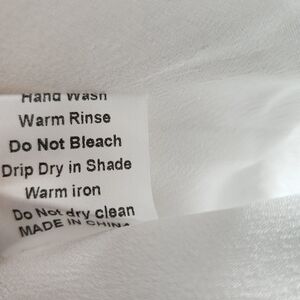 Hand Wash
Warm Rinse
Do Not Bleach
Drip Dry in Shade
Warm iron
Do Not dry clean
MADE IN CHINA